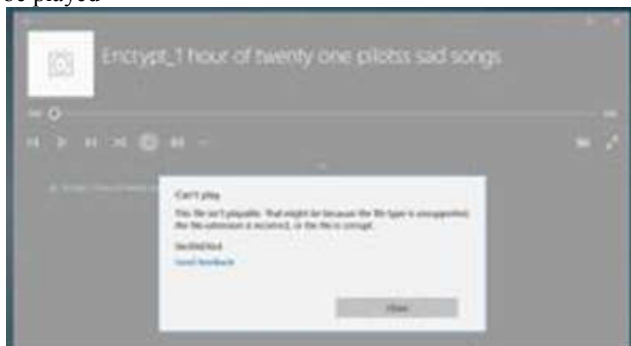 be played
Encrypt_1 hour of twenty one pilotss sad songs
Can't play
This file isn't playable. That might be because the file type is unsupported,
the file extension is incorrect, or the file is corrupt.
Send feedback
Close